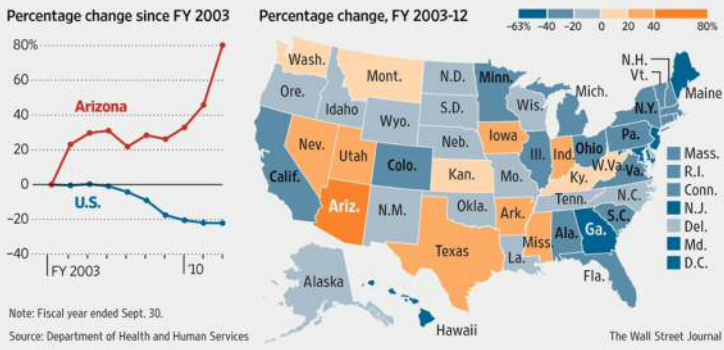 Percentage change since FY 2003
80%
60
40
20
0
−20
−40
Arizona
U.S.
FY 2003
'10
Note: Fiscal year ended Sept. 30.
Source: Department of Health and Human Services
Percentage change, FY 2003-12
−63% −40 −20 0 20 40 80%
Wash.
Mont.
N.D.
Minn.
Mich.
N.H.
Vt.
Maine
Ore.
Idaho
Wyo.
S.D.
Wis.
N.Y.
Nev.
Utah
Colo.
Neb.
Iowa
Ill.
Ind.
Ohio
Pa.
Calif.
Kan.
Mo.
Ky.
W.Va.
Va.
Ariz.
N.M.
Okla.
Ark.
Tenn.
N.C.
Texas
La.
Miss.
Ala.
Ga.
S.C.
Fla.
Alaska
Hawaii
Mass.
R.I.
Conn.
N.J.
Del.
Md.
D.C.
The Wall Street Journal